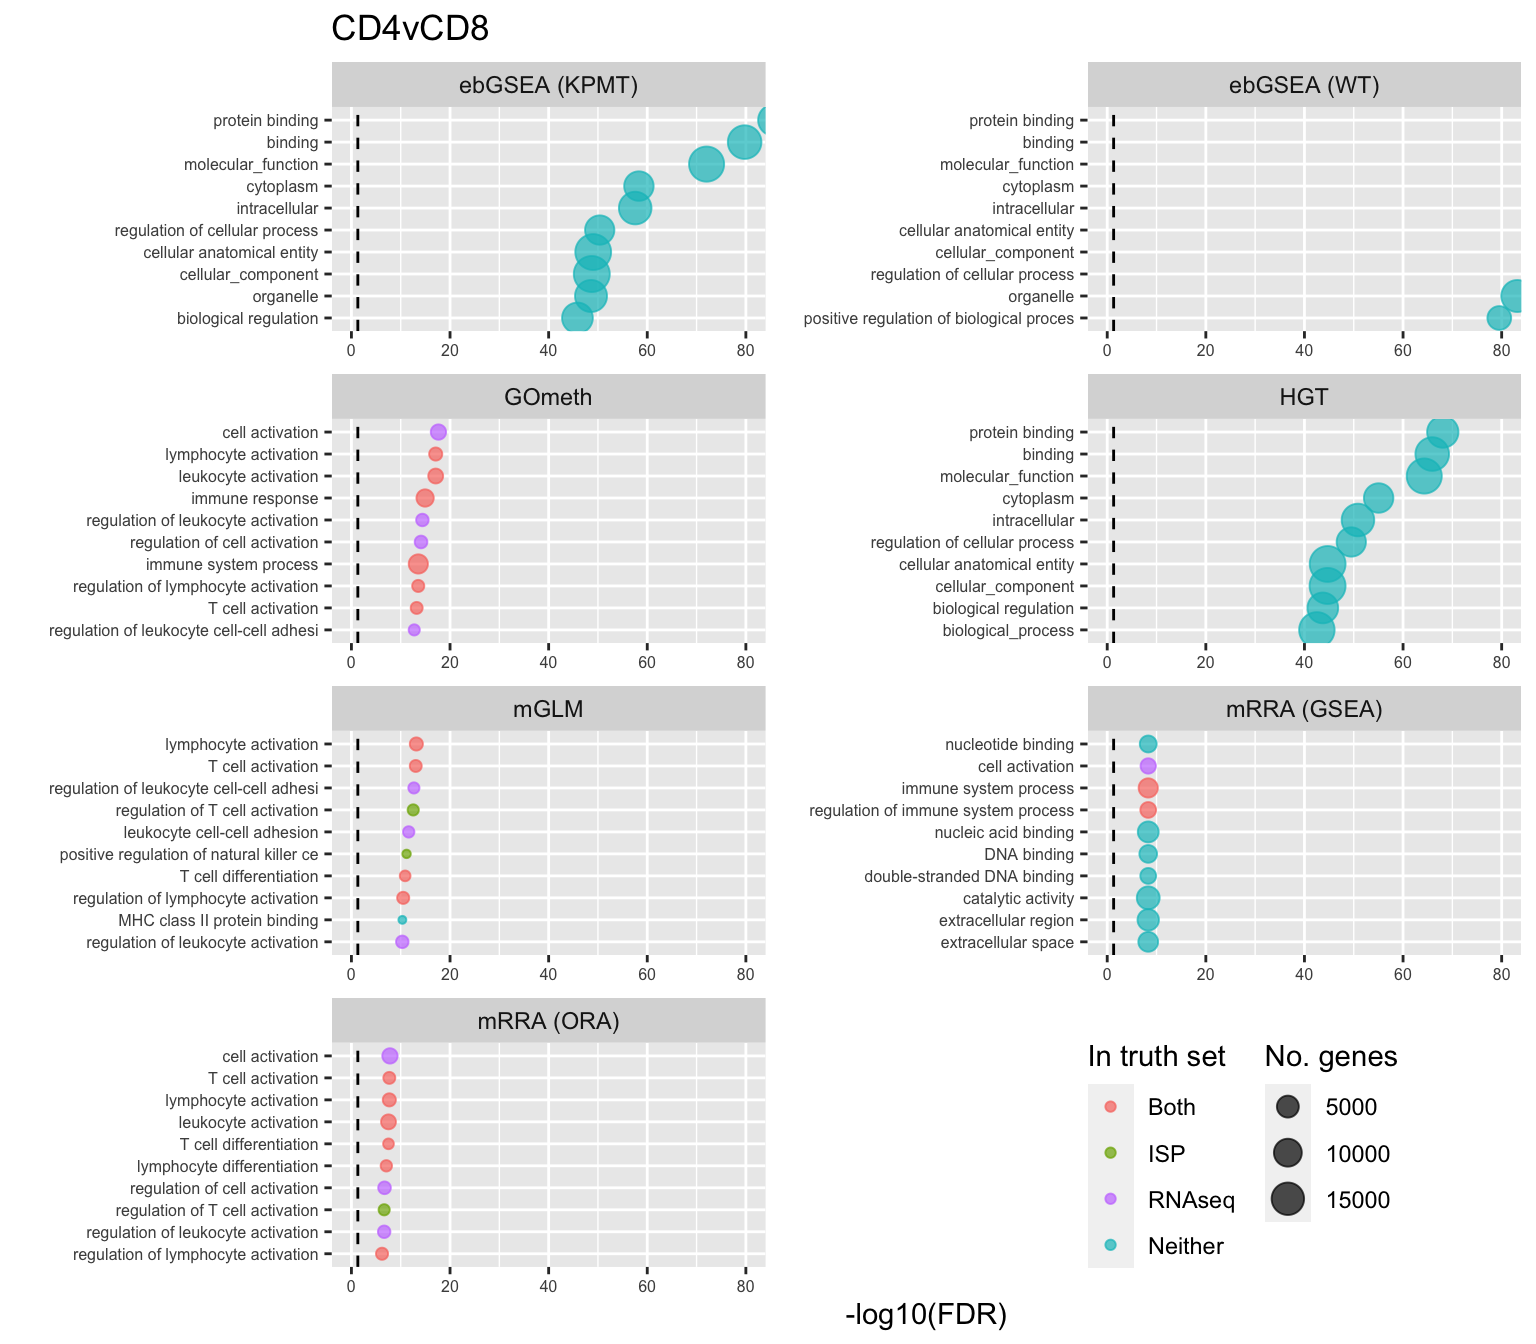 CD4vCD8
ebGSEA (KPMT)
protein binding
binding
molecular_function
cytoplasm
intracellular
regulation of cellular process
cellular anatomical entity
cellular_component
organelle
biological regulation
0 20 40 60 80
ebGSEA (WT)
protein binding
binding
molecular_function
cytoplasm
intracellular
cellular anatomical entity
cellular_component
regulation of cellular process
organelle
positive regulation of biological proces
0 20 40 60 80
GOmeth
cell activation
lymphocyte activation
leukocyte activation
immune response
regulation of leukocyte activation
regulation of cell activation
immune system process
regulation of lymphocyte activation
T cell activation
regulation of leukocyte cell-cell adhesi
0 20 40 60 80
HGT
protein binding
binding
molecular_function
cytoplasm
intracellular
regulation of cellular process
cellular anatomical entity
cellular_component
biological regulation
biological_process
0 20 40 60 80
mGLM
lymphocyte activation
T cell activation
regulation of leukocyte cell-cell adhesi
regulation of T cell activation
leukocyte cell-cell adhesion
positive regulation of natural killer ce
T cell differentiation
regulation of lymphocyte activation
MHC class II protein binding
regulation of leukocyte activation
0 20 40 60 80
mRRA (GSEA)
nucleotide binding
cell activation
immune system process
regulation of immune system process
nucleic acid binding
DNA binding
double-stranded DNA binding
catalytic activity
extracellular region
extracellular space
0 20 40 60 80
mRRA (ORA)
cell activation
T cell activation
lymphocyte activation
leukocyte activation
T cell differentiation
lymphocyte differentiation
regulation of cell activation
regulation of T cell activation
regulation of leukocyte activation
regulation of lymphocyte activation
0 20 40 60 80
In truth set
Both
ISP
RNAseq
Neither
No. genes
5000
10000
15000
-log10(FDR)